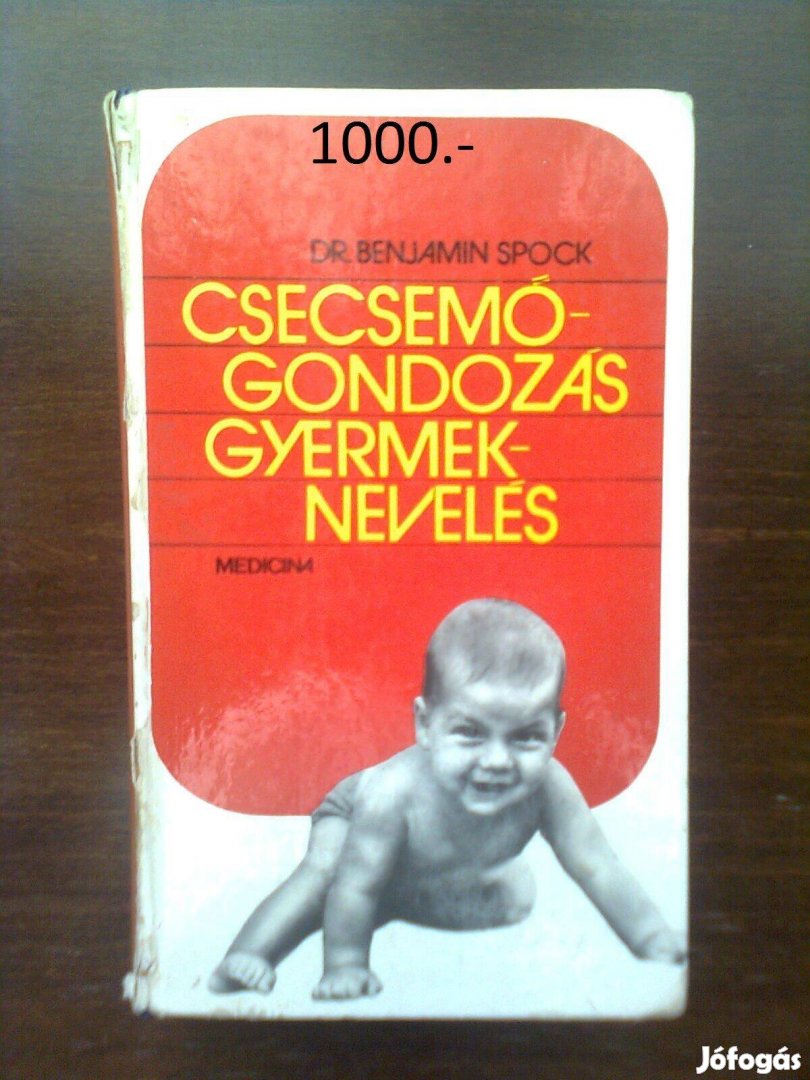 1000.-
DR. BENJAMIN SPOCK
CSECSEMŐ-
GONDOZÁS
GYERMEK-
NEVELÉS
MEDICINA
Jófogás